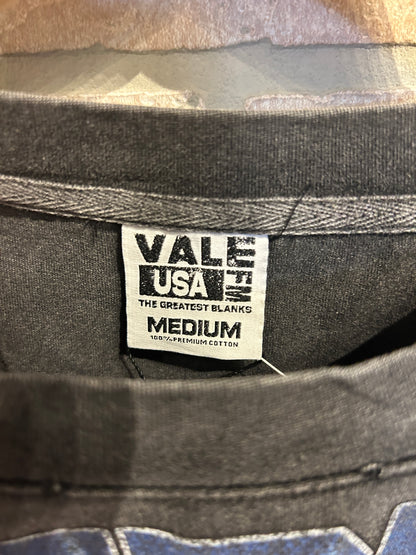 VALE
USA FM
THE GREATEST BLANKS
MEDIUM
100% PREMIUM COTTON